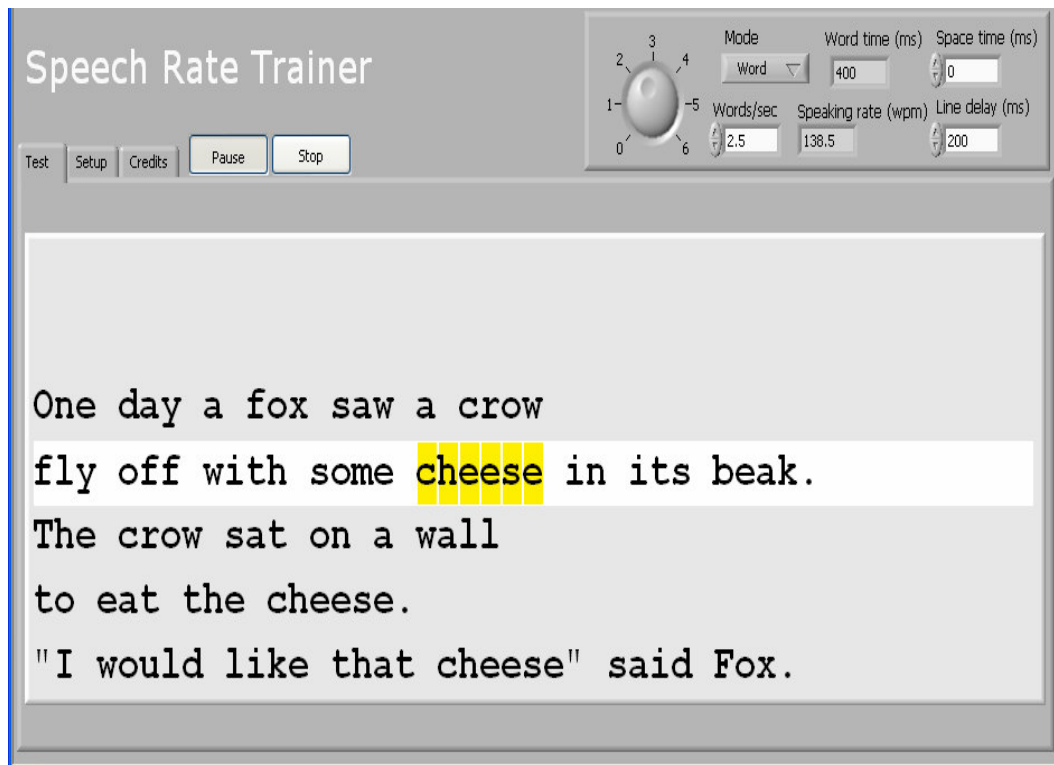 Speech Rate Trainer
0 1 2 3 4 5 6
Mode
Word
Word time (ms)
400
Space time (ms)
0
Words/sec
2.5
Speaking rate (wpm)
138.5
Line delay (ms)
200
Test Setup Credits Pause Stop
One day a fox saw a crow
fly off with some cheese in its beak.
The crow sat on a wall
to eat the cheese.
"I would like that cheese" said Fox.